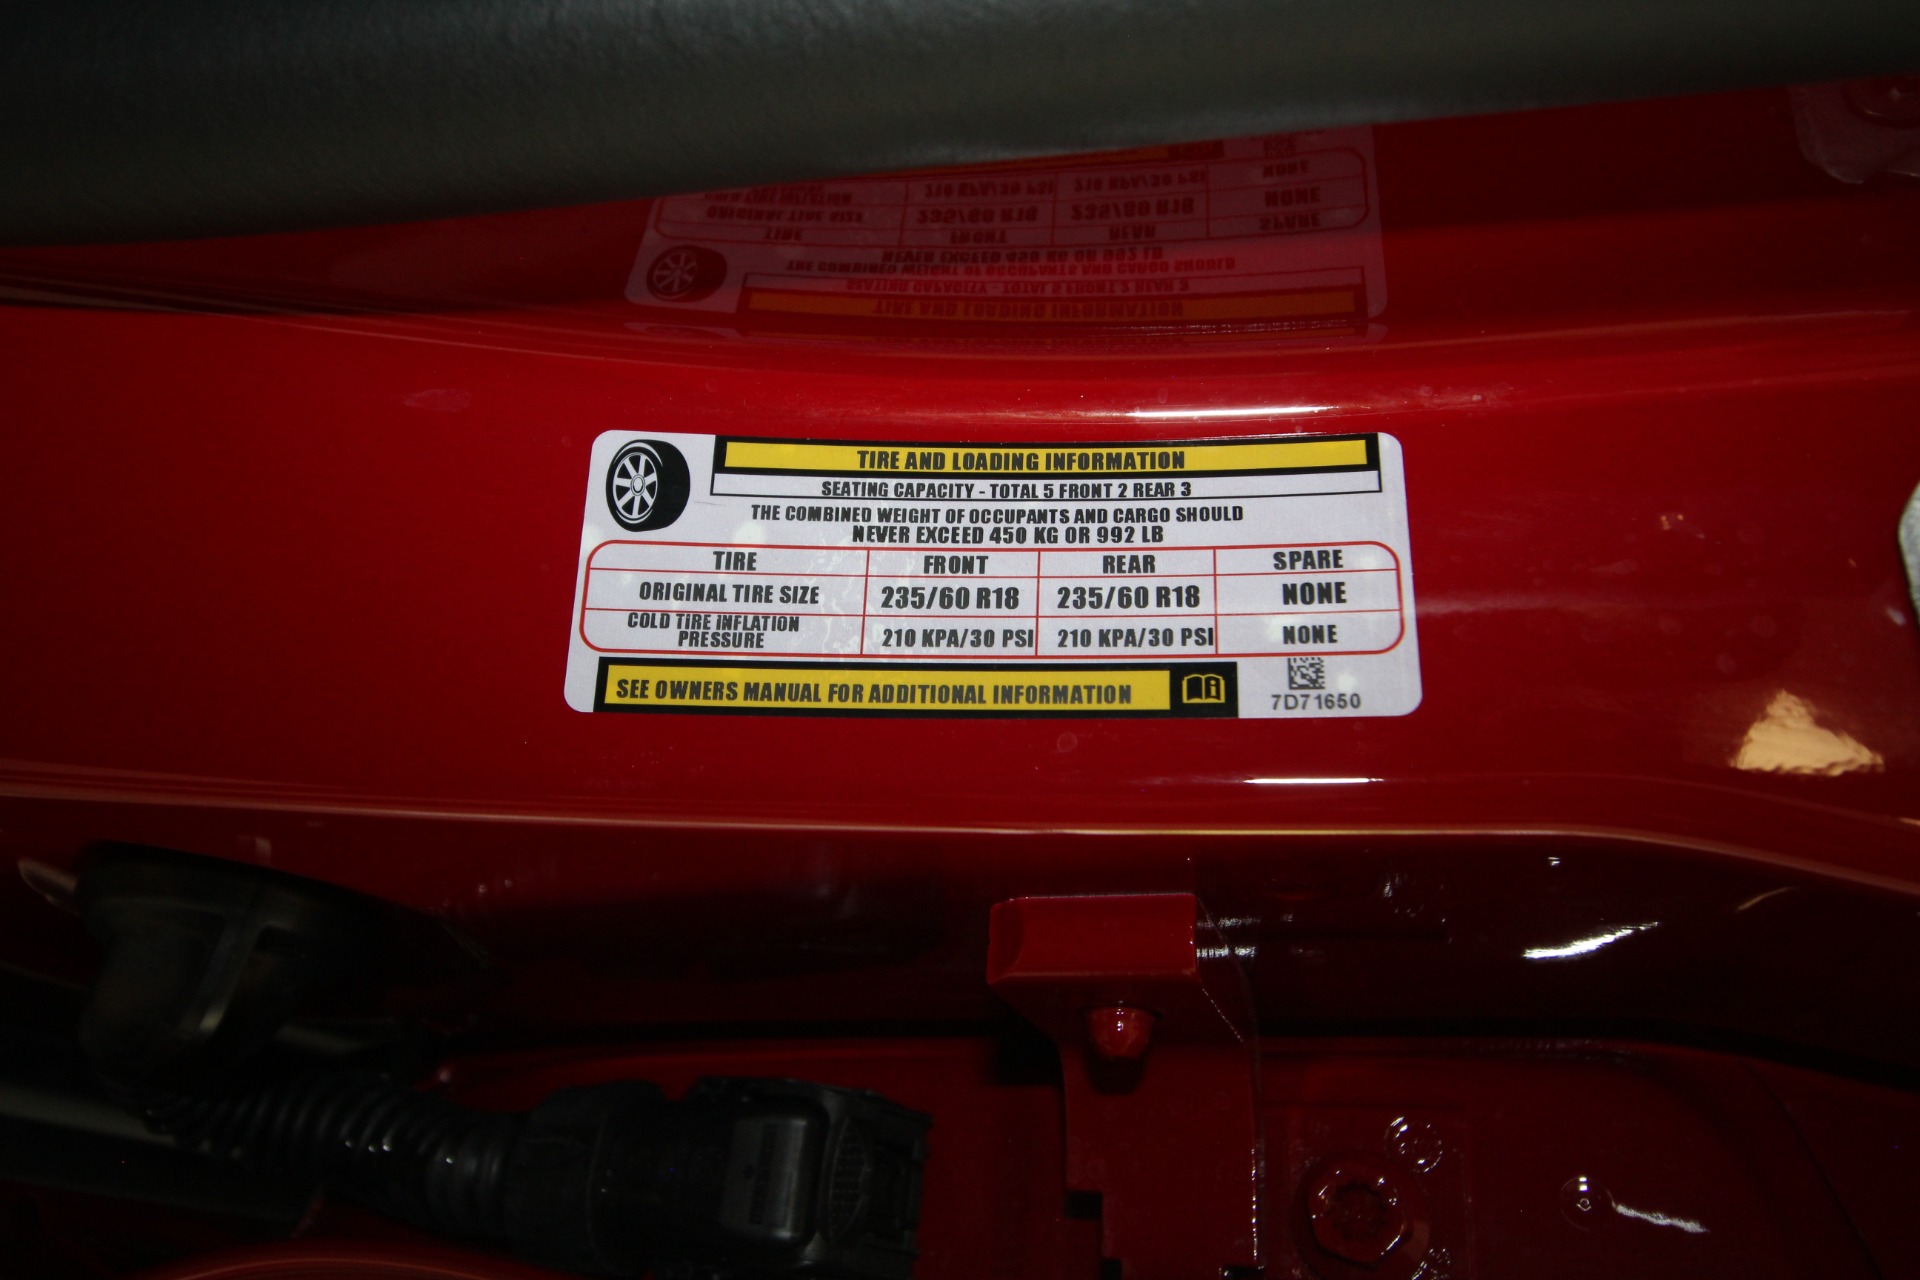 TIRE AND LOADING INFORMATION
SEATING CAPACITY - TOTAL 5 FRONT 2 REAR 3
THE COMBINED WEIGHT OF OCCUPANTS AND CARGO SHOULD
NEVER EXCEED 450 KG OR 992 LB
TIRE FRONT REAR SPARE
ORIGINAL TIRE SIZE 235/60 R18 235/60 R18 NONE
COLD TIRE INFLATION
PRESSURE 210 KPA/30 PSI 210 KPA/30 PSI NONE
SEE OWNERS MANUAL FOR ADDITIONAL INFORMATION
7D71650